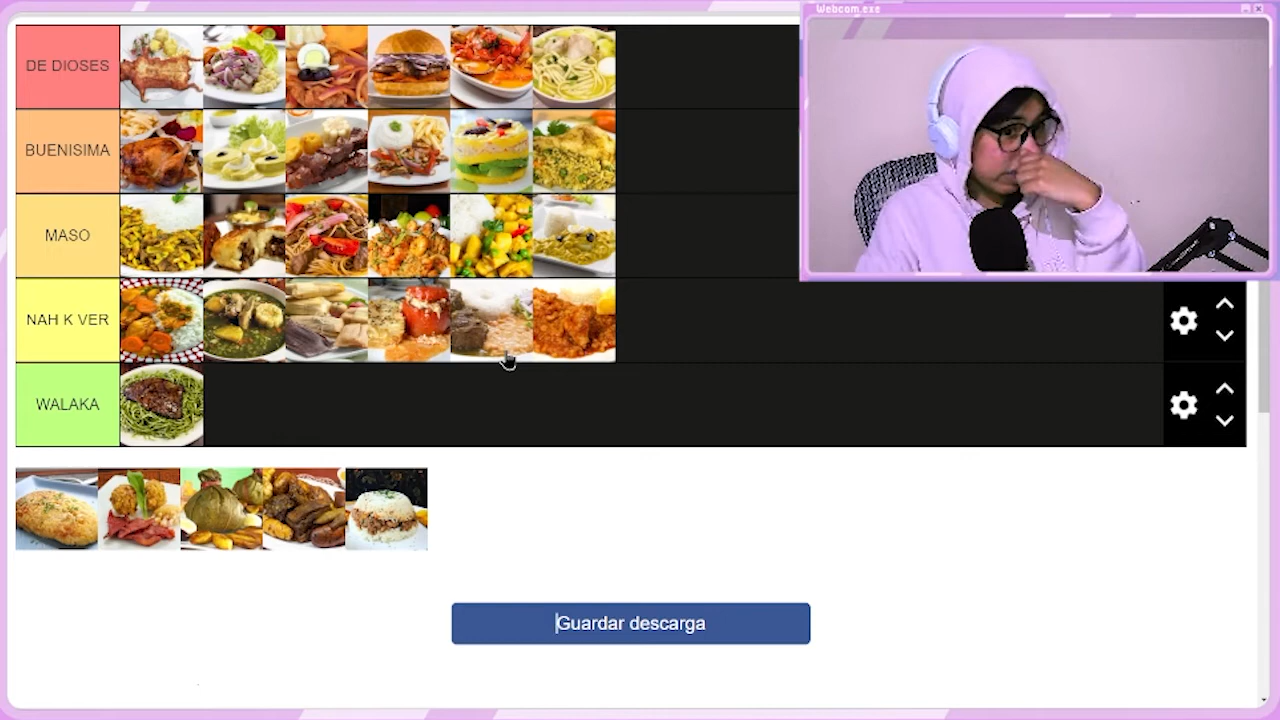 Webcam.exe
DE DIOSES
BUENISIMA
MASO
NAH K VER
WALAKA
Guardar descarga